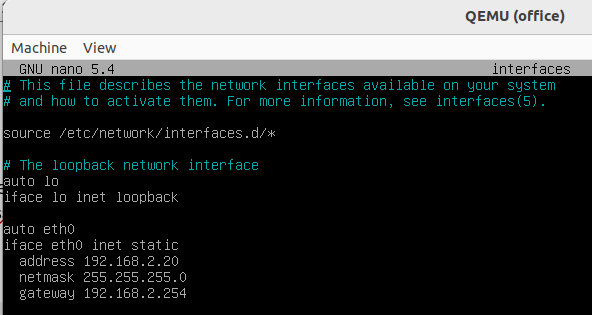 QEMU (office)
Machine View
GNU nano 5.4 interfaces
# This file describes the network interfaces available on your system
# and how to activate them. For more information, see interfaces(5).
source /etc/network/interfaces.d/*
# The loopback network interface
auto lo
iface lo inet loopback
auto eth0
iface eth0 inet static
address 192.168.2.20
netmask 255.255.255.0
gateway 192.168.2.254